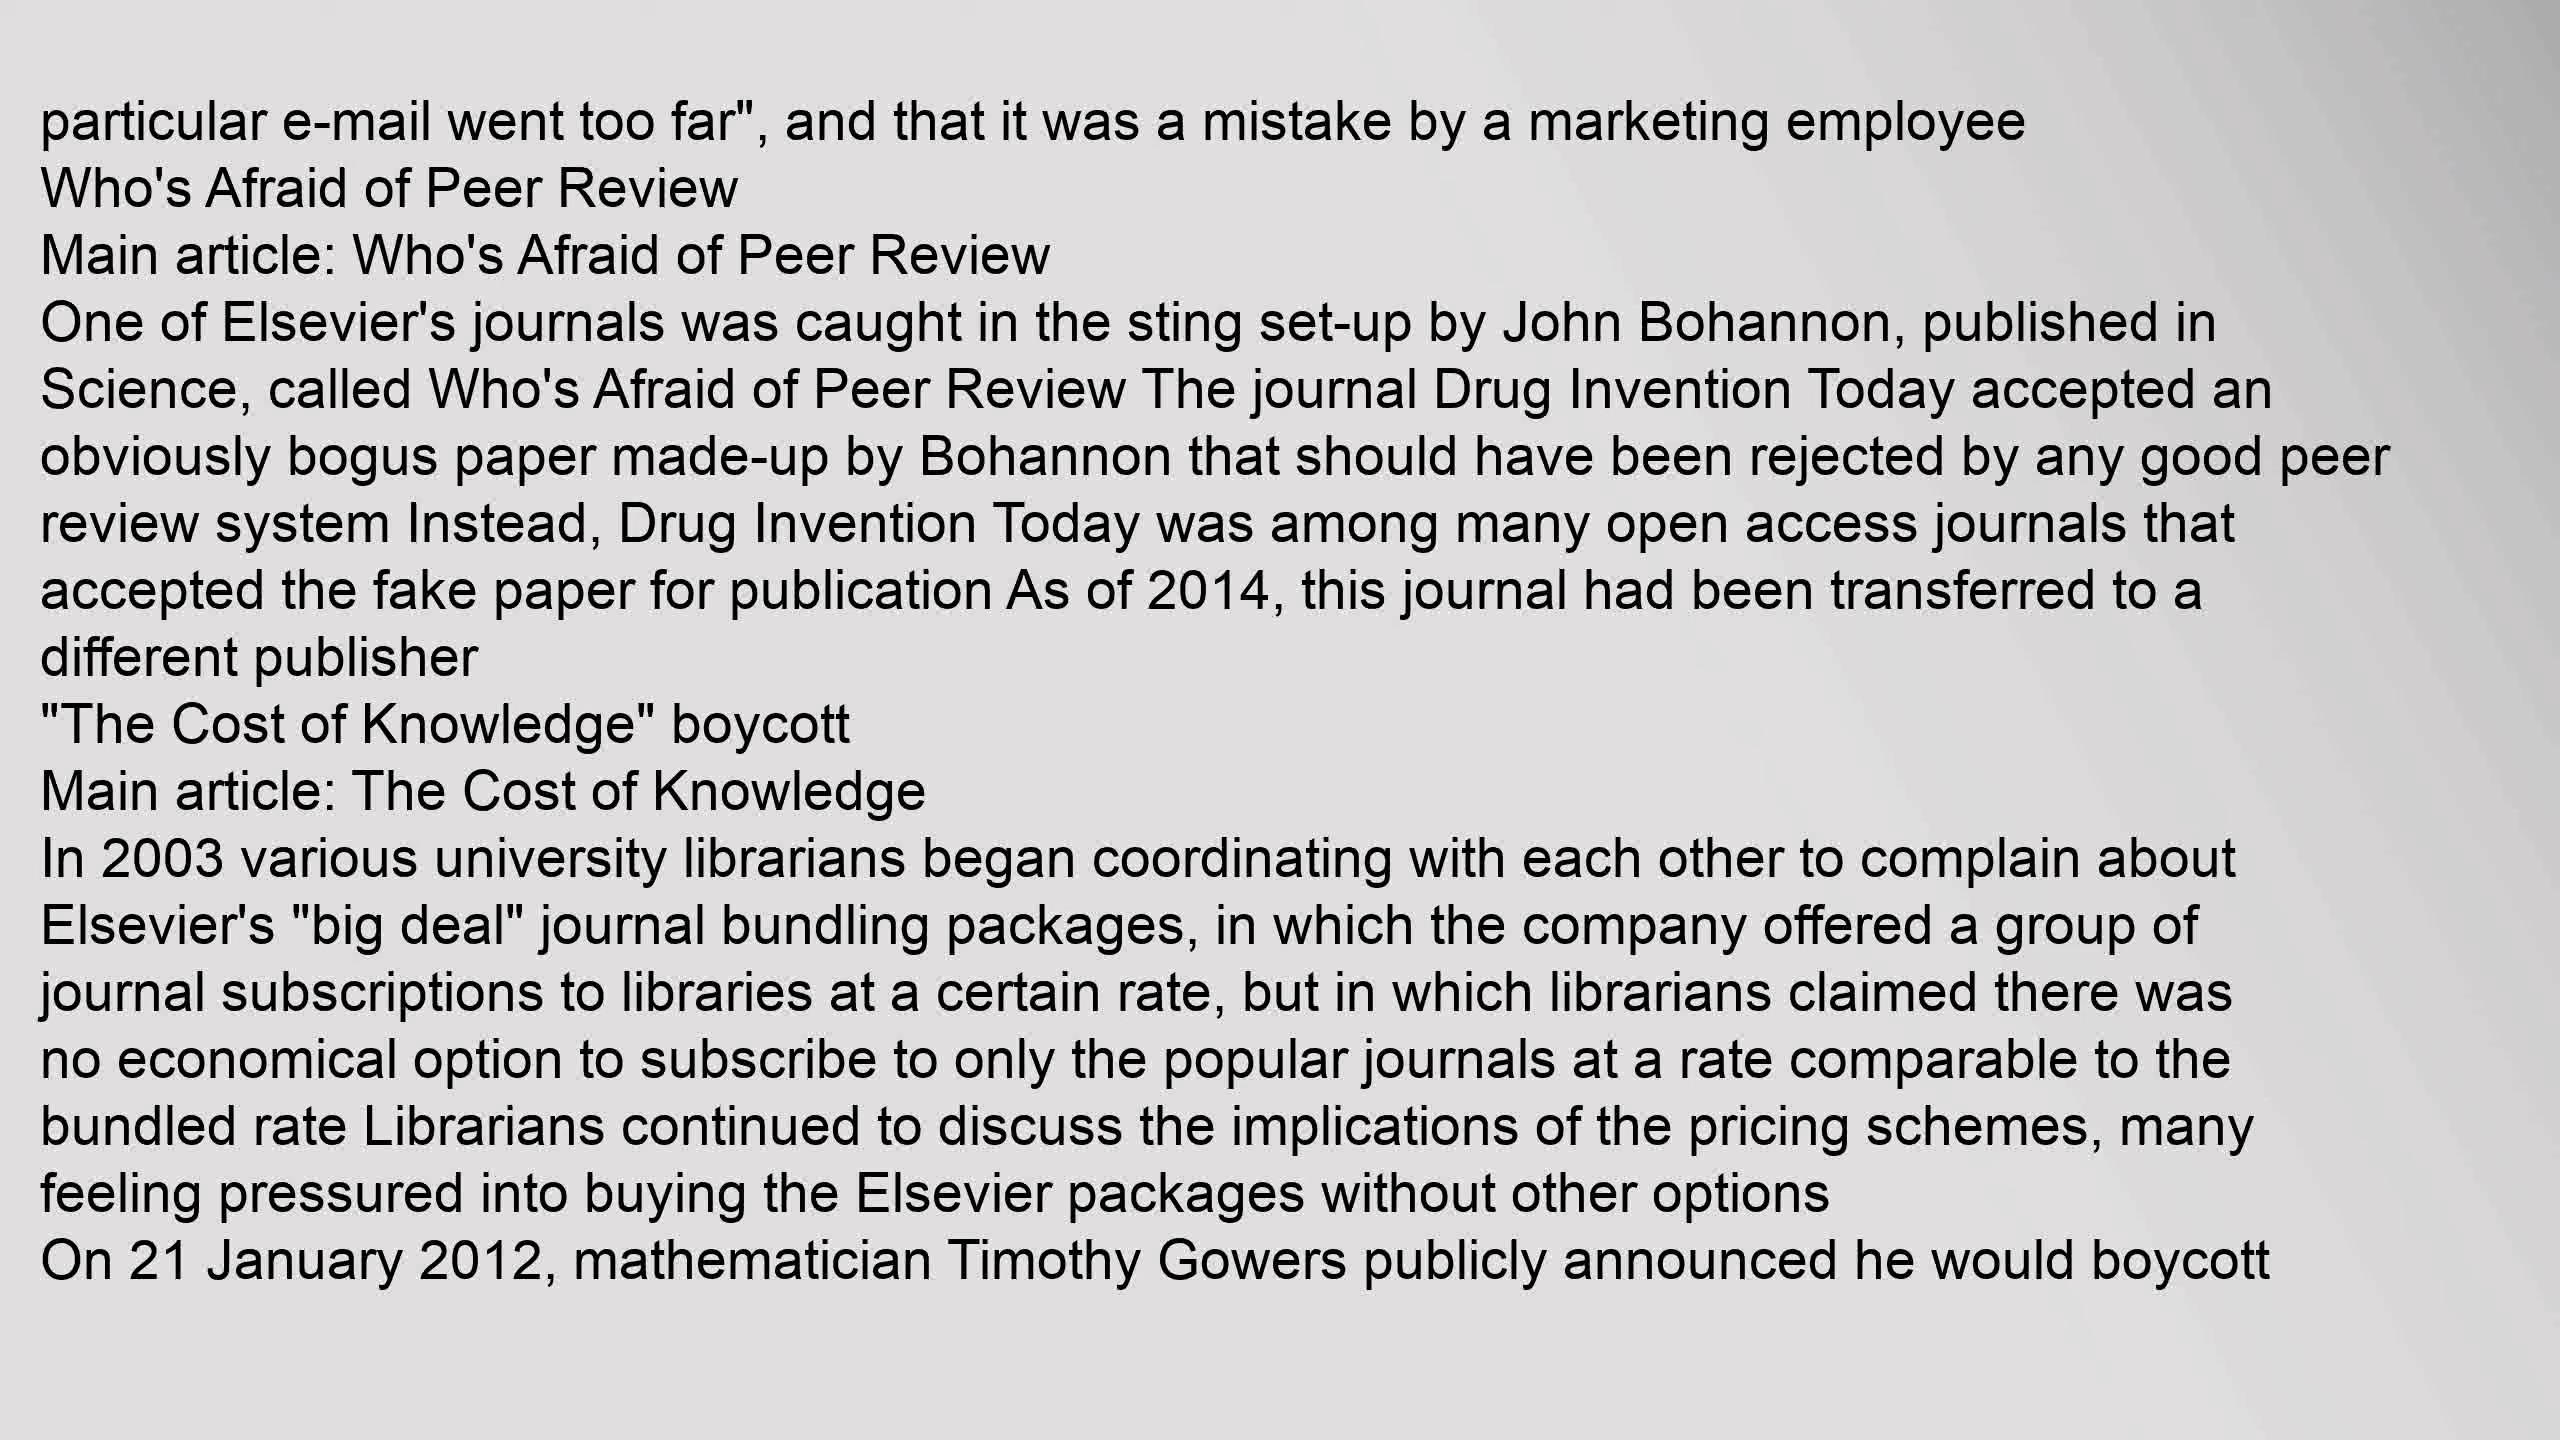 particular e-mail went too far", and that it was a mistake by a marketing employee
Who's Afraid of Peer Review
Main article: Who's Afraid of Peer Review
One of Elsevier's journals was caught in the sting set-up by John Bohannon, published in
Science, called Who's Afraid of Peer Review The journal Drug Invention Today accepted an
obviously bogus paper made-up by Bohannon that should have been rejected by any good peer
review system Instead, Drug Invention Today was among many open access journals that
accepted the fake paper for publication As of 2014, this journal had been transferred to a
different publisher
"The Cost of Knowledge" boycott
Main article: The Cost of Knowledge
In 2003 various university librarians began coordinating with each other to complain about
Elsevier's "big deal" journal bundling packages, in which the company offered a group of
journal subscriptions to libraries at a certain rate, but in which librarians claimed there was
no economical option to subscribe to only the popular journals at a rate comparable to the
bundled rate Librarians continued to discuss the implications of the pricing schemes, many
feeling pressured into buying the Elsevier packages without other options
On 21 January 2012, mathematician Timothy Gowers publicly announced he would boycott